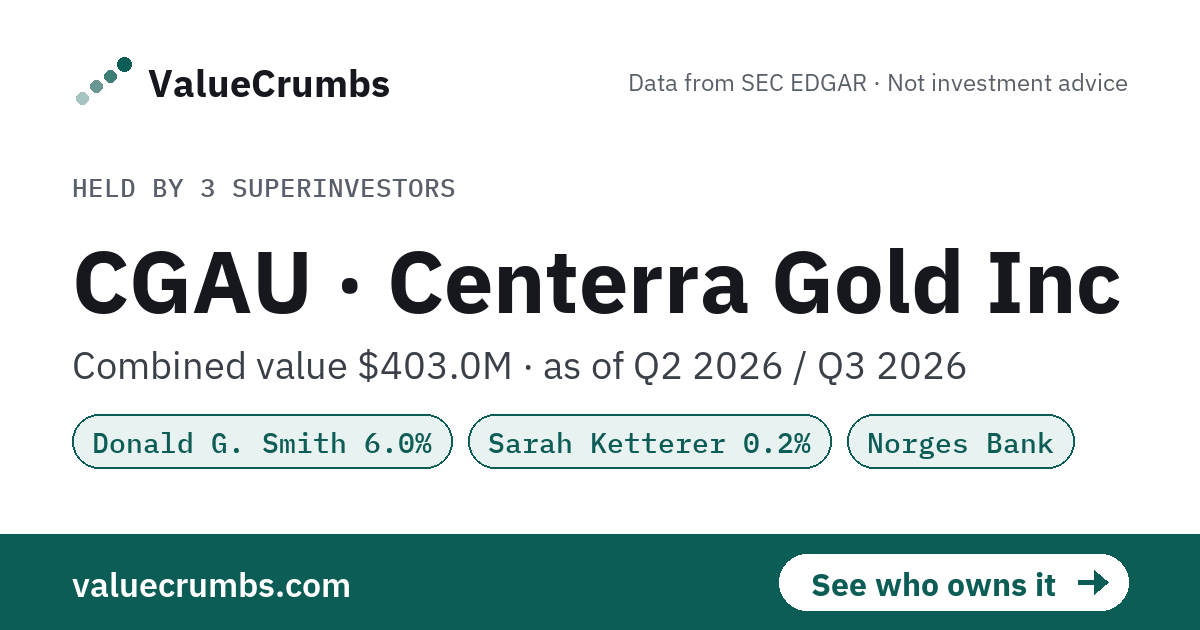 ValueCrumbs
Data from SEC EDGAR · Not investment advice
HELD BY 3 SUPERINVESTORS
CGAU · Centerra Gold Inc
Combined value $403.0M · as of Q2 2026 / Q3 2026
Donald G. Smith 6.0%
Sarah Ketterer 0.2%
Norges Bank
valuecrumbs.com
See who owns it →